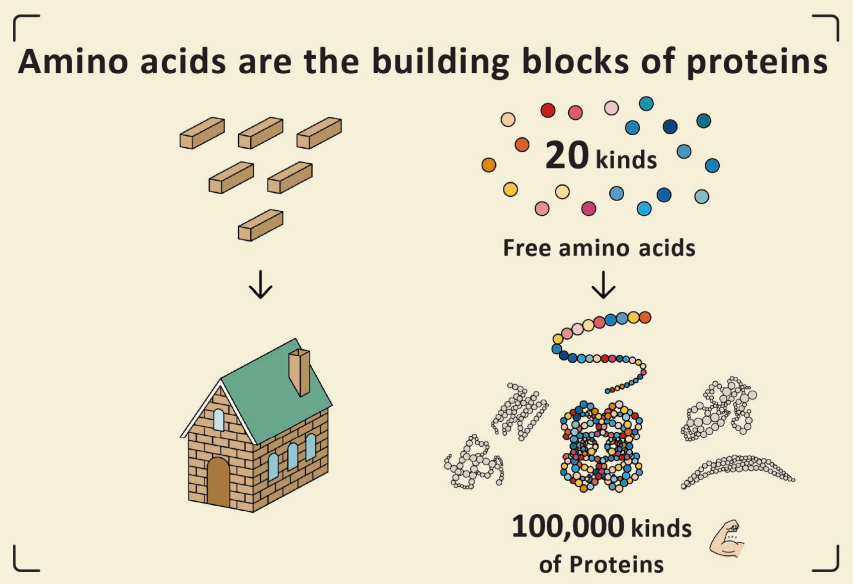 Amino acids are the building blocks of proteins
20 kinds
Free amino acids
100,000 kinds
of Proteins